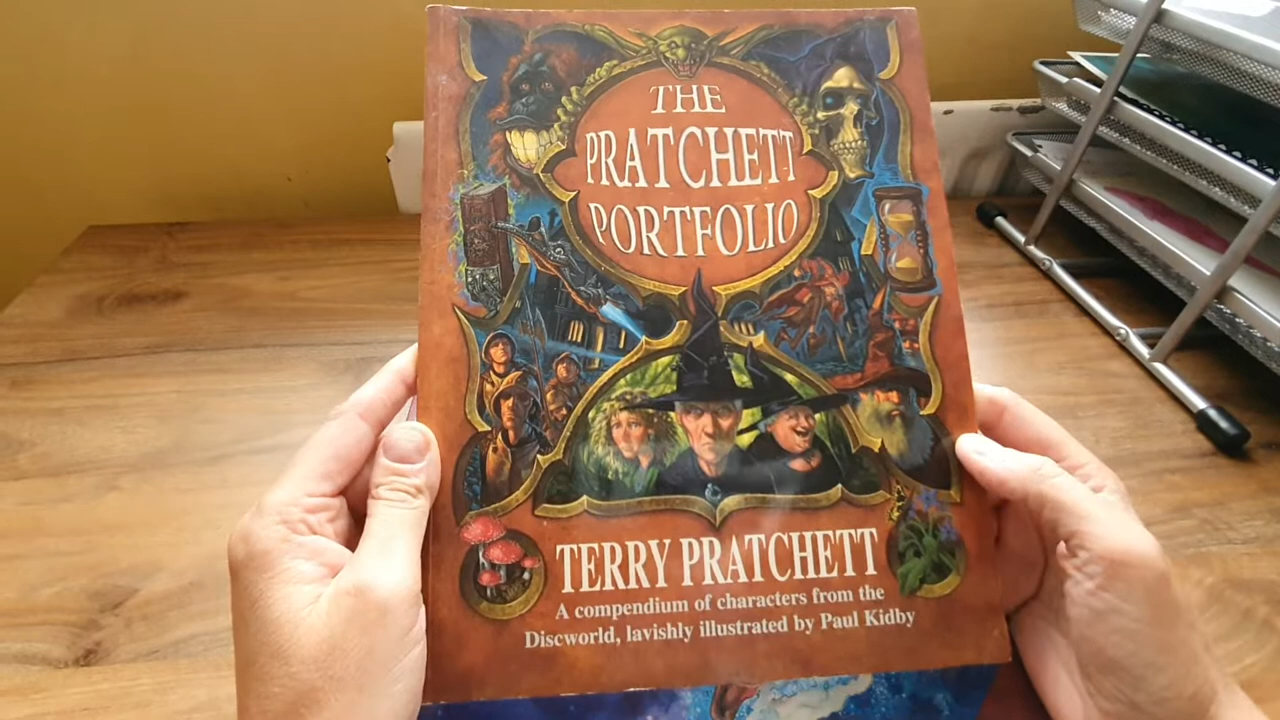 THE
PRATCHETT
PORTFOLIO
TERRY PRATCHETT
A compendium of characters from the
Discworld, lavishly illustrated by Paul Kidby